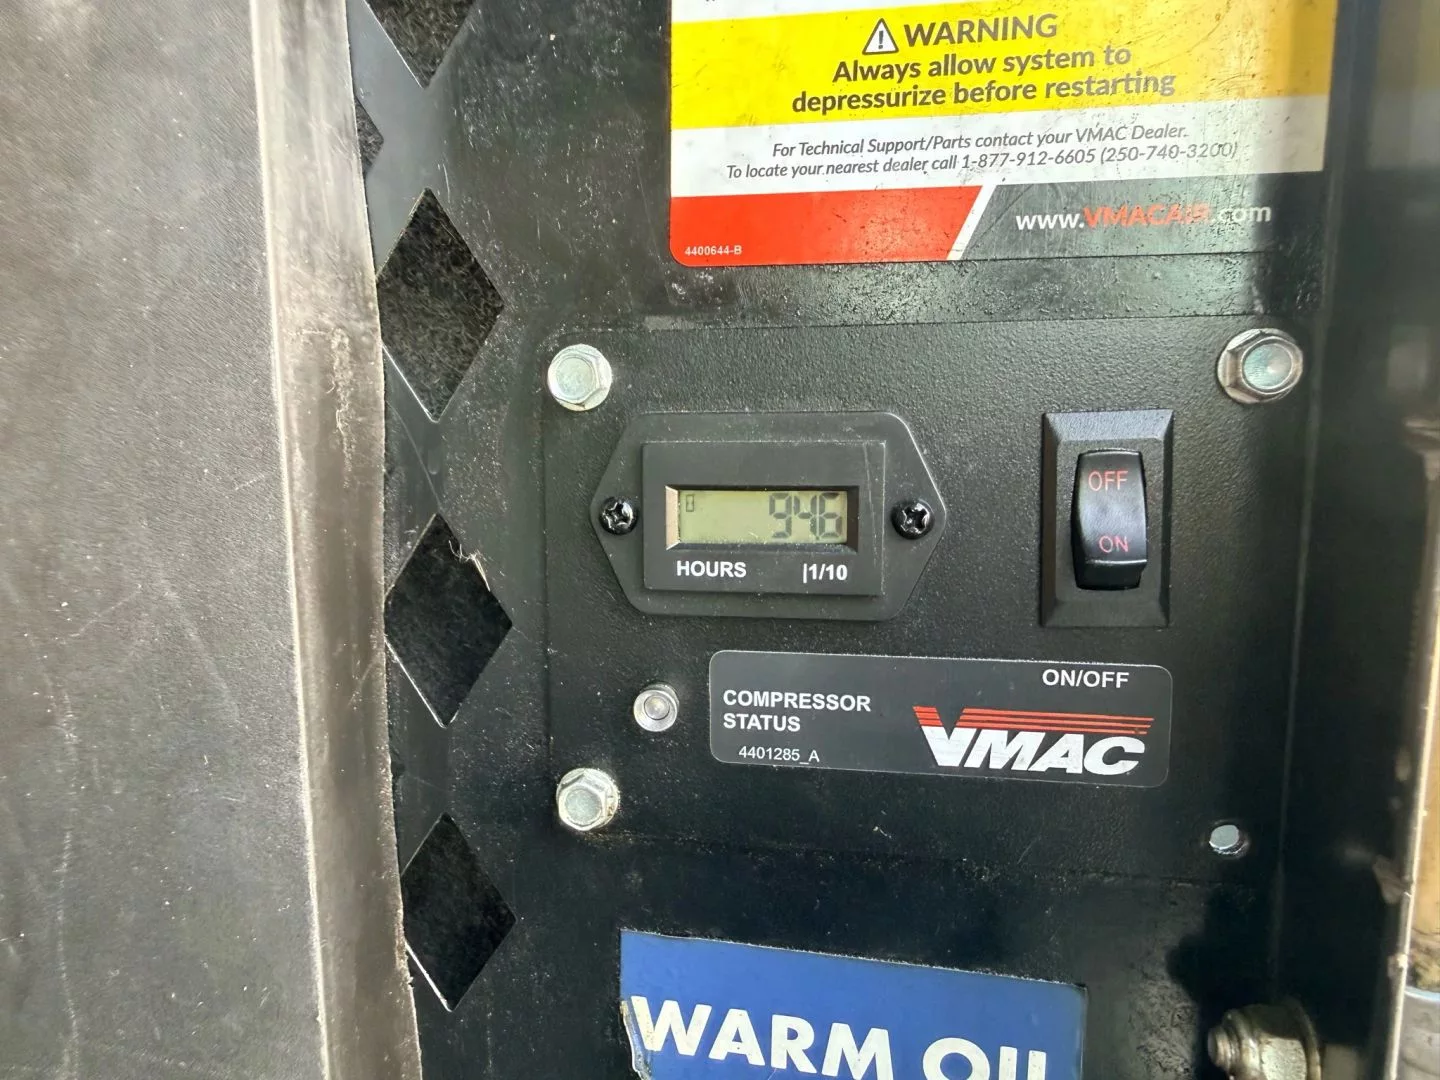 WARNING
Always allow system to
depressurize before restarting
For Technical Support/Parts contact your VMAC Dealer.
To locate your nearest dealer call 1-877-912-6605 (250-740-3200)
www.VMACAIR.com
4400644-B
OFF
946
HOURS |1/10
ON
ON/OFF
COMPRESSOR
STATUS
VMAC
4401285_A
WARM OIL